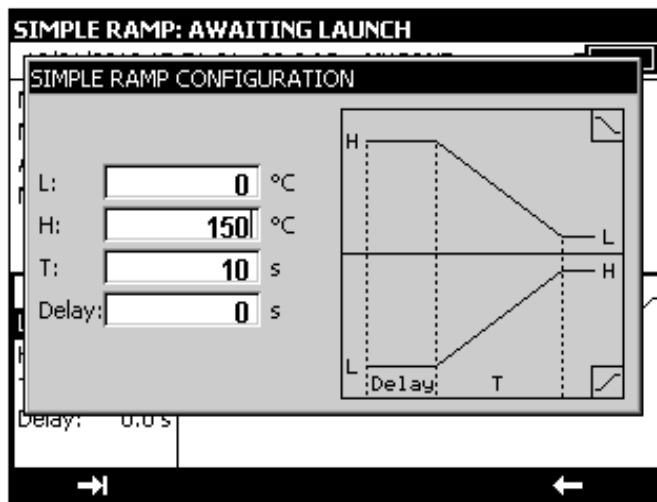 SIMPLE RAMP: AWAITING LAUNCH
SIMPLE RAMP CONFIGURATION
L: 0 °C
H: 150 °C
T: 10 s
Delay: 0 s
H
L
H
L
Delay T
Delay: 0.0 s